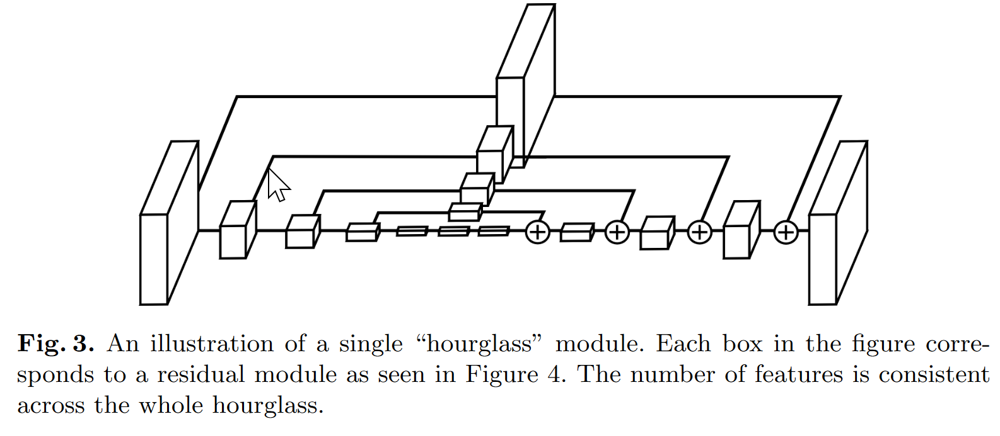 Fig. 3. An illustration of a single “hourglass” module. Each box in the figure corre-
sponds to a residual module as seen in Figure 4. The number of features is consistent
across the whole hourglass.